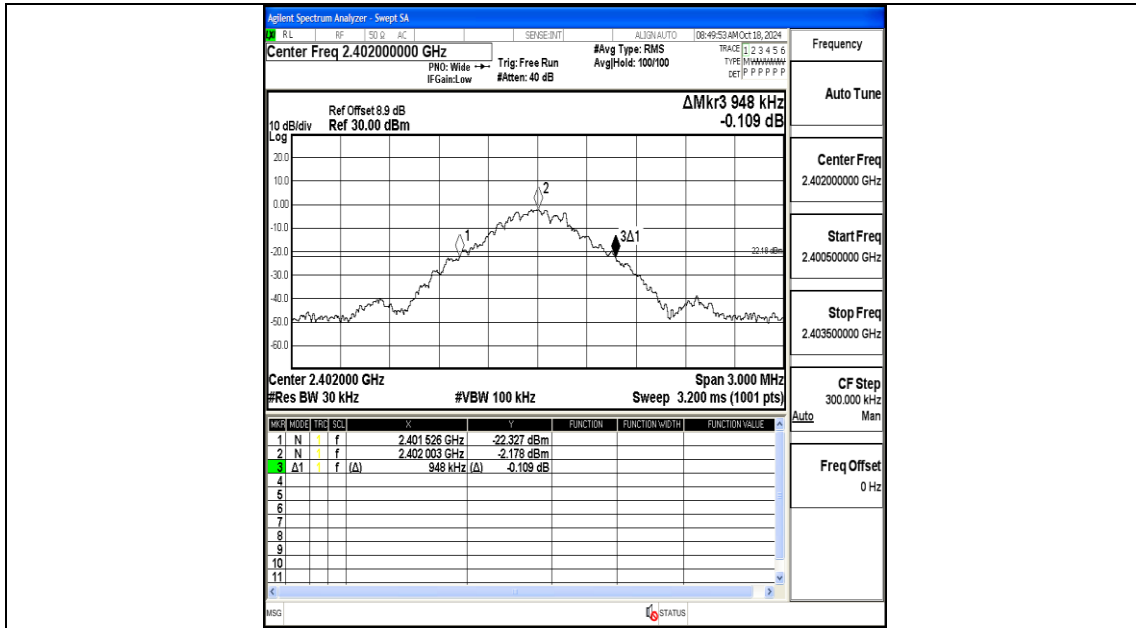 Agilent Spectrum Analyzer - Swept SA
RL RF 50 Ω AC SENSE:INT ALIGN AUTO 08:49:53 AM Oct 18, 2024
Center Freq 2.402000000 GHz
PNO: Wide
IFGain:Low
Trig: Free Run
#Atten: 40 dB
#Avg Type: RMS
Avg|Hold: 100/100
TRACE 1 2 3 4 5 6
TYPE MWWWWW
DET P P P P P P
Ref Offset 8.9 dB
10 dB/div Ref 30.00 dBm
Log
ΔMkr3 948 kHz
-0.109 dB
20.0
10.0
0.00
-10.0
-20.0
-30.0
-40.0
-50.0
-60.0
1
2
3Δ1
-22.18 dBm
Center 2.402000 GHz Span 3.000 MHz
#Res BW 30 kHz #VBW 100 kHz Sweep 3.200 ms (1001 pts)
MKR MODE TRC SCL X Y FUNCTION FUNCTION WIDTH FUNCTION VALUE
1 N 1 f 2.401 526 GHz -22.327 dBm
2 N 1 f 2.402 003 GHz -2.178 dBm
3 Δ1 1 f (Δ) 948 kHz (Δ) -0.109 dB
4
5
6
7
8
9
10
11
MSG STATUS
Frequency
Auto Tune
Center Freq
2.402000000 GHz
Start Freq
2.400500000 GHz
Stop Freq
2.403500000 GHz
CF Step
300.000 kHz
Auto Man
Freq Offset
0 Hz